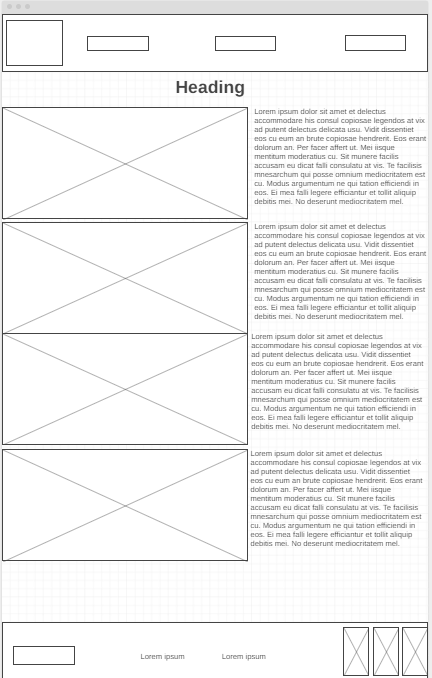 Heading
Lorem ipsum dolor sit amet et delectus
accommodare his consul copiosae legendos at vix
ad putent delectus delicata usu. Vidit dissentiet
eos cu eum an brute copiosae hendrerit. Eos erant
dolorum an. Per facer affert ut. Mei iisque
mentitum moderatius cu. Sit munere facilis
accusam eu dicat falli consulatu at vis. Te facilisis
mnesarchum qui posse omnium mediocritatem est
cu. Modus argumentum ne qui tation efficiendi in
eos. Ei mea falli legere efficiantur et tollit aliquip
debitis mei. No deserunt mediocritatem mel.
Lorem ipsum dolor sit amet et delectus
accommodare his consul copiosae legendos at vix
ad putent delectus delicata usu. Vidit dissentiet
eos cu eum an brute copiosae hendrerit. Eos erant
dolorum an. Per facer affert ut. Mei iisque
mentitum moderatius cu. Sit munere facilis
accusam eu dicat falli consulatu at vis. Te facilisis
mnesarchum qui posse omnium mediocritatem est
cu. Modus argumentum ne qui tation efficiendi in
eos. Ei mea falli legere efficiantur et tollit aliquip
debitis mei. No deserunt mediocritatem mel.
Lorem ipsum dolor sit amet et delectus
accommodare his consul copiosae legendos at vix
ad putent delectus delicata usu. Vidit dissentiet
eos cu eum an brute copiosae hendrerit. Eos erant
dolorum an. Per facer affert ut. Mei iisque
mentitum moderatius cu. Sit munere facilis
accusam eu dicat falli consulatu at vis. Te facilisis
mnesarchum qui posse omnium mediocritatem est
cu. Modus argumentum ne qui tation efficiendi in
eos. Ei mea falli legere efficiantur et tollit aliquip
debitis mei. No deserunt mediocritatem mel.
Lorem ipsum dolor sit amet et delectus
accommodare his consul copiosae legendos at vix
ad putent delectus delicata usu. Vidit dissentiet
eos cu eum an brute copiosae hendrerit. Eos erant
dolorum an. Per facer affert ut. Mei iisque
mentitum moderatius cu. Sit munere facilis
accusam eu dicat falli consulatu at vis. Te facilisis
mnesarchum qui posse omnium mediocritatem est
cu. Modus argumentum ne qui tation efficiendi in
eos. Ei mea falli legere efficiantur et tollit aliquip
debitis mei. No deserunt mediocritatem mel.
Lorem ipsum
Lorem ipsum